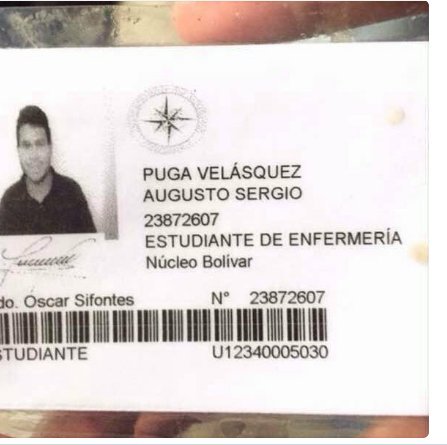 PUGA VELÁSQUEZ
AUGUSTO SERGIO
23872607
ESTUDIANTE DE ENFERMERÍA
Núcleo Bolívar
do. Oscar Sifontes
N° 23872607
STUDIANTE
U12340005030